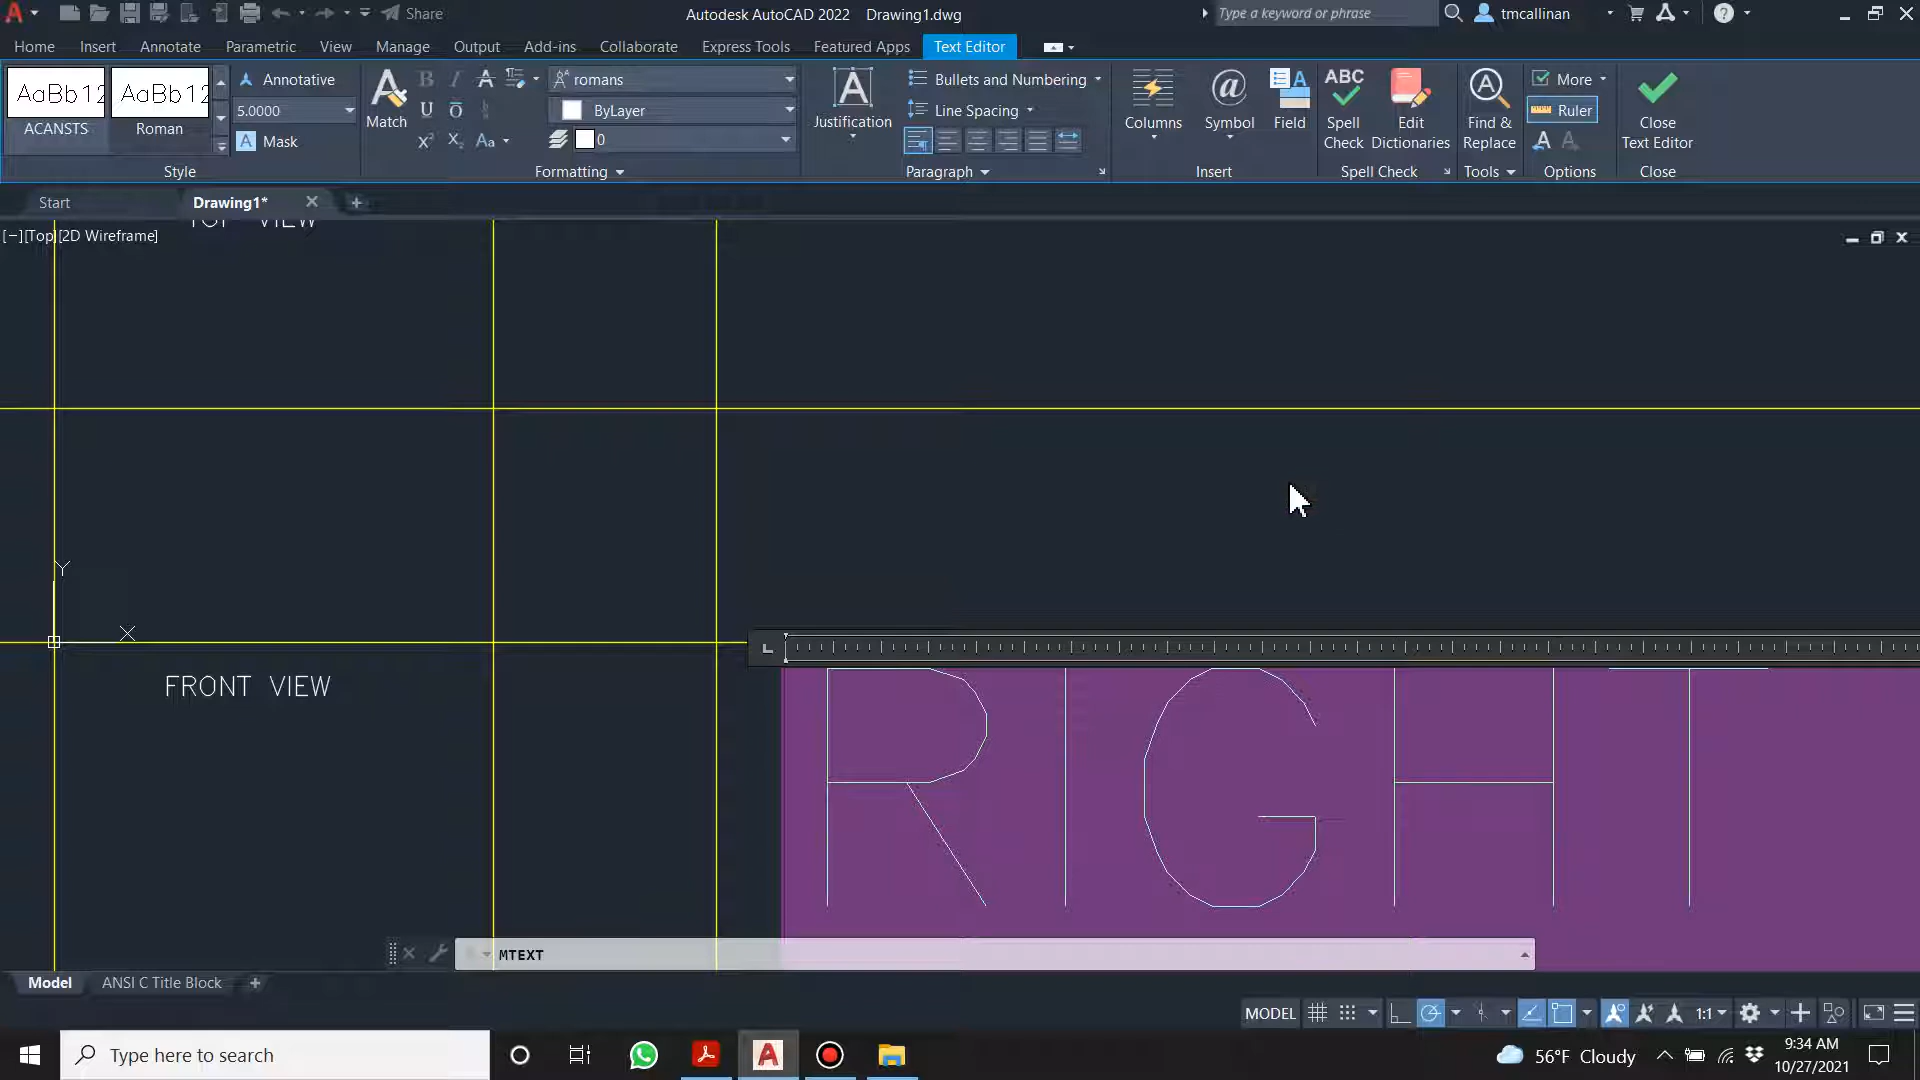 Share
Autodesk AutoCAD 2022 Drawing1.dwg
Type a keyword or phrase
tmcallinan
Home Insert Annotate Parametric View Manage Output Add-ins Collaborate Express Tools Featured Apps Text Editor
AaBb12 AaBb12
ACANSTS Roman
Annotative
5.0000
Mask
Match
romans
ByLayer
0
Justification
Bullets and Numbering
Line Spacing
Columns
Symbol
Field
ABC
Spell Check
Edit Dictionaries
Find & Replace
More
Ruler
Close Text Editor
Style Formatting Paragraph Insert Spell Check Tools Options Close
Start Drawing1*
TOP VIEW
[−][Top][2D Wireframe]
Y
X
FRONT VIEW
RIGHT
MTEXT
Model ANSI C Title Block
MODEL 1:1
Type here to search
56°F Cloudy
9:34 AM
10/27/2021